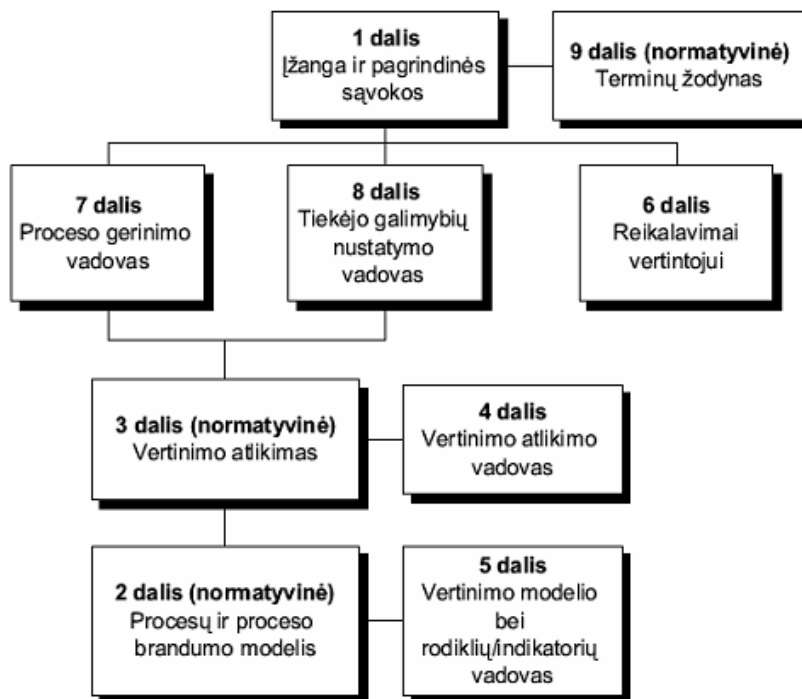 1 dalis
Įžanga ir pagrindinės
sąvokos
9 dalis (normatyvinė)
Terminų žodynas
7 dalis
Proceso gerinimo
vadovas
8 dalis
Tiekėjo galimybių
nustatymo
vadovas
6 dalis
Reikalavimai
vertintojui
3 dalis (normatyvinė)
Vertinimo atlikimas
4 dalis
Vertinimo atlikimo
vadovas
2 dalis (normatyvinė)
Procesų ir proceso
brandumo modelis
5 dalis
Vertinimo modelio
bei
rodiklių/indikatorių
vadovas